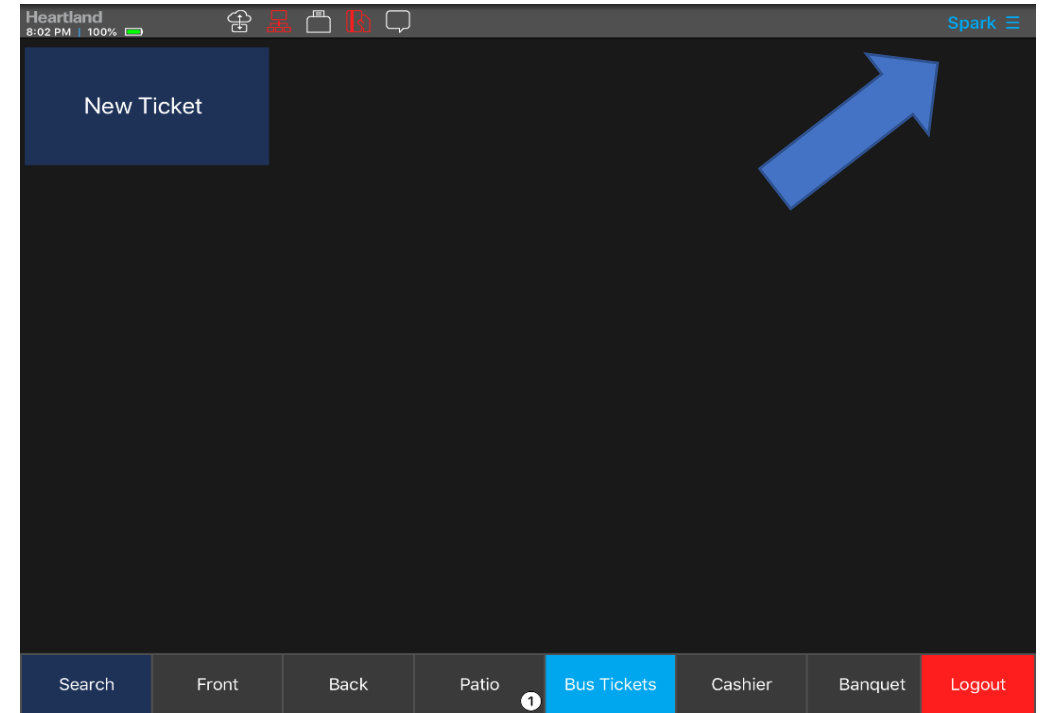 Heartland
8:02 PM | 100%
Spark
New Ticket
Search
Front
Back
Patio
1
Bus Tickets
Cashier
Banquet
Logout